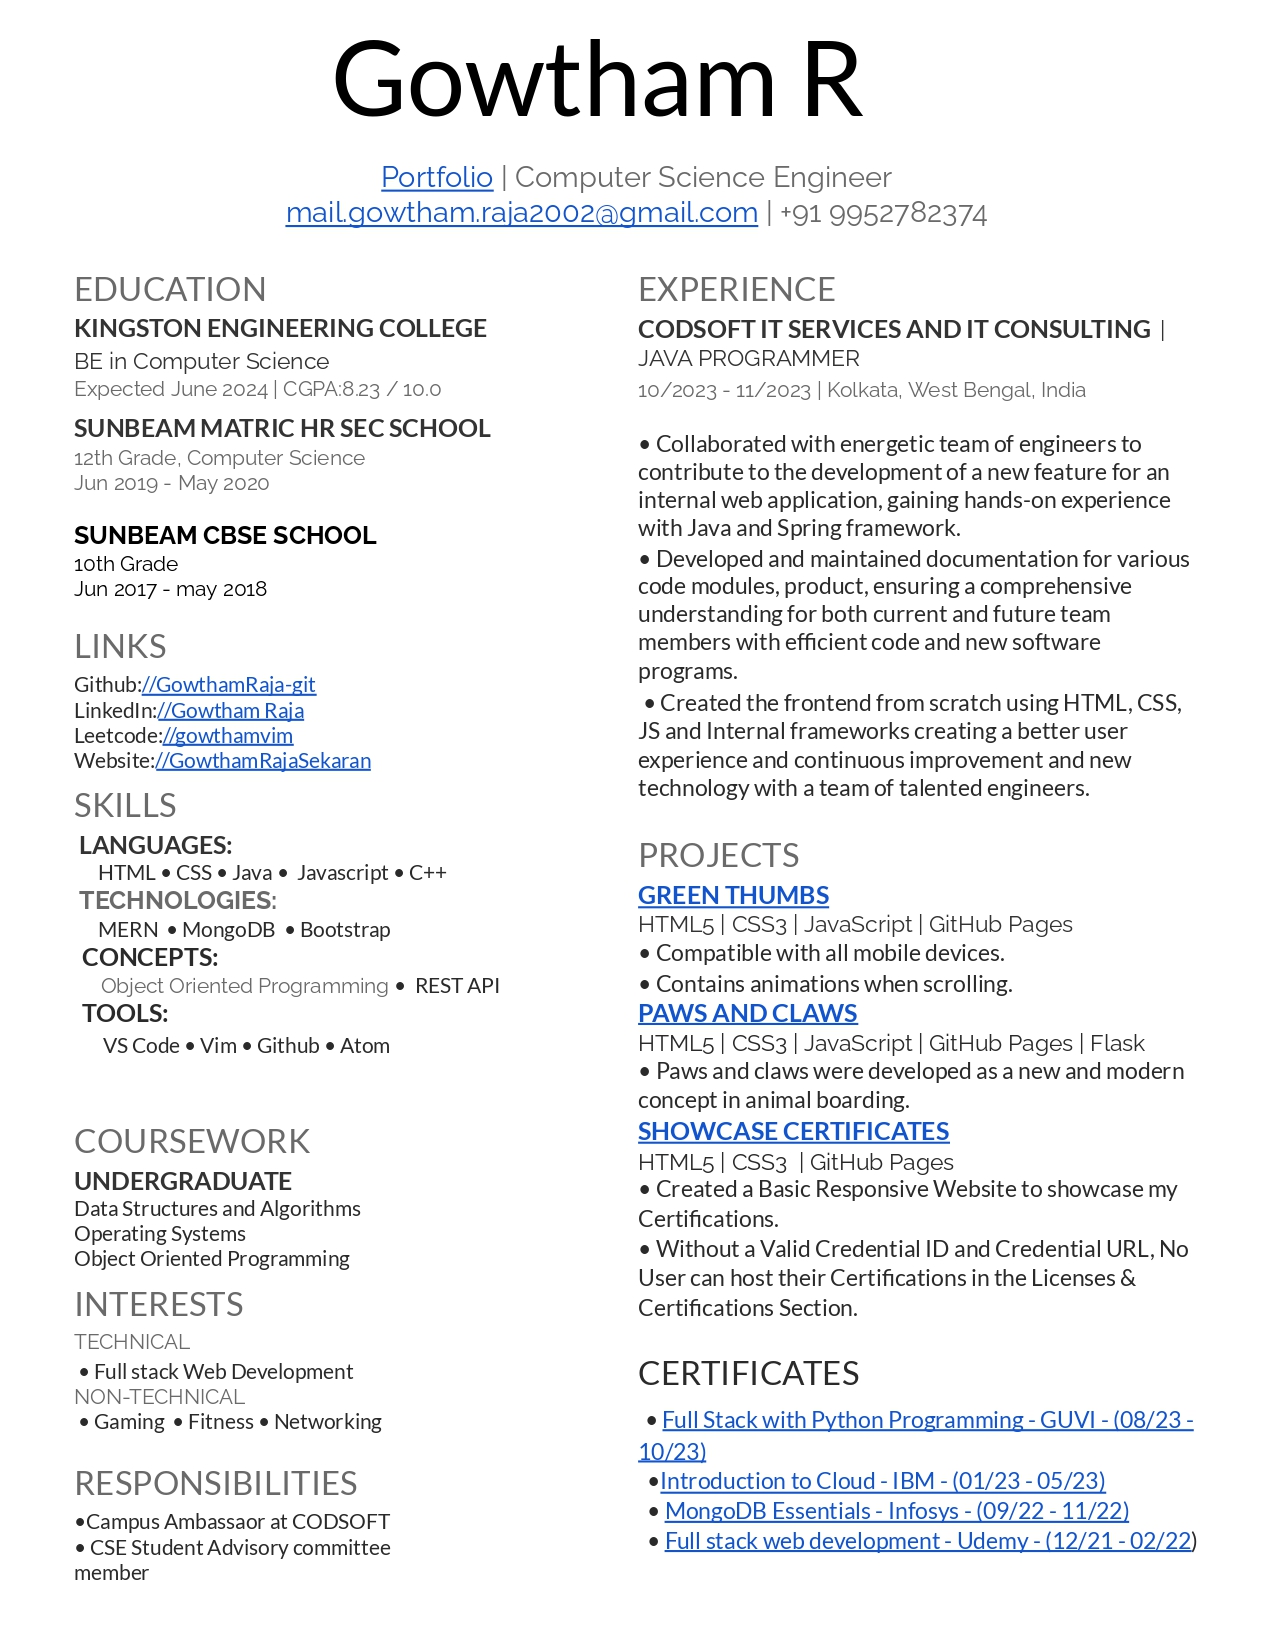 Gowtham R
Portfolio | Computer Science Engineer
mail.gowtham.raja2002@gmail.com | +91 9952782374
EDUCATION
KINGSTON ENGINEERING COLLEGE
BE in Computer Science
Expected June 2024 | CGPA:8.23 / 10.0
SUNBEAM MATRIC HR SEC SCHOOL
12th Grade, Computer Science
Jun 2019 - May 2020
SUNBEAM CBSE SCHOOL
10th Grade
Jun 2017 - may 2018
LINKS
Github://GowthamRaja-git
LinkedIn://Gowtham Raja
Leetcode://gowthamvim
Website://GowthamRajaSekaran
SKILLS
LANGUAGES:
HTML • CSS • Java • Javascript • C++
TECHNOLOGIES:
MERN • MongoDB • Bootstrap
CONCEPTS:
Object Oriented Programming • REST API
TOOLS:
VS Code • Vim • Github • Atom
COURSEWORK
UNDERGRADUATE
Data Structures and Algorithms
Operating Systems
Object Oriented Programming
INTERESTS
TECHNICAL
• Full stack Web Development
NON-TECHNICAL
• Gaming • Fitness • Networking
RESPONSIBILITIES
•Campus Ambassaor at CODSOFT
• CSE Student Advisory committee
member
EXPERIENCE
CODSOFT IT SERVICES AND IT CONSULTING |
JAVA PROGRAMMER
10/2023 - 11/2023 | Kolkata, West Bengal, India
• Collaborated with energetic team of engineers to
contribute to the development of a new feature for an
internal web application, gaining hands-on experience
with Java and Spring framework.
• Developed and maintained documentation for various
code modules, product, ensuring a comprehensive
understanding for both current and future team
members with efficient code and new software
programs.
• Created the frontend from scratch using HTML, CSS,
JS and Internal frameworks creating a better user
experience and continuous improvement and new
technology with a team of talented engineers.
PROJECTS
GREEN THUMBS
HTML5 | CSS3 | JavaScript | GitHub Pages
• Compatible with all mobile devices.
• Contains animations when scrolling.
PAWS AND CLAWS
HTML5 | CSS3 | JavaScript | GitHub Pages | Flask
• Paws and claws were developed as a new and modern
concept in animal boarding.
SHOWCASE CERTIFICATES
HTML5 | CSS3 | GitHub Pages
• Created a Basic Responsive Website to showcase my
Certifications.
• Without a Valid Credential ID and Credential URL, No
User can host their Certifications in the Licenses &
Certifications Section.
CERTIFICATES
• Full Stack with Python Programming - GUVI - (08/23 -
10/23)
•Introduction to Cloud - IBM - (01/23 - 05/23)
• MongoDB Essentials - Infosys - (09/22 - 11/22)
• Full stack web development - Udemy - (12/21 - 02/22)